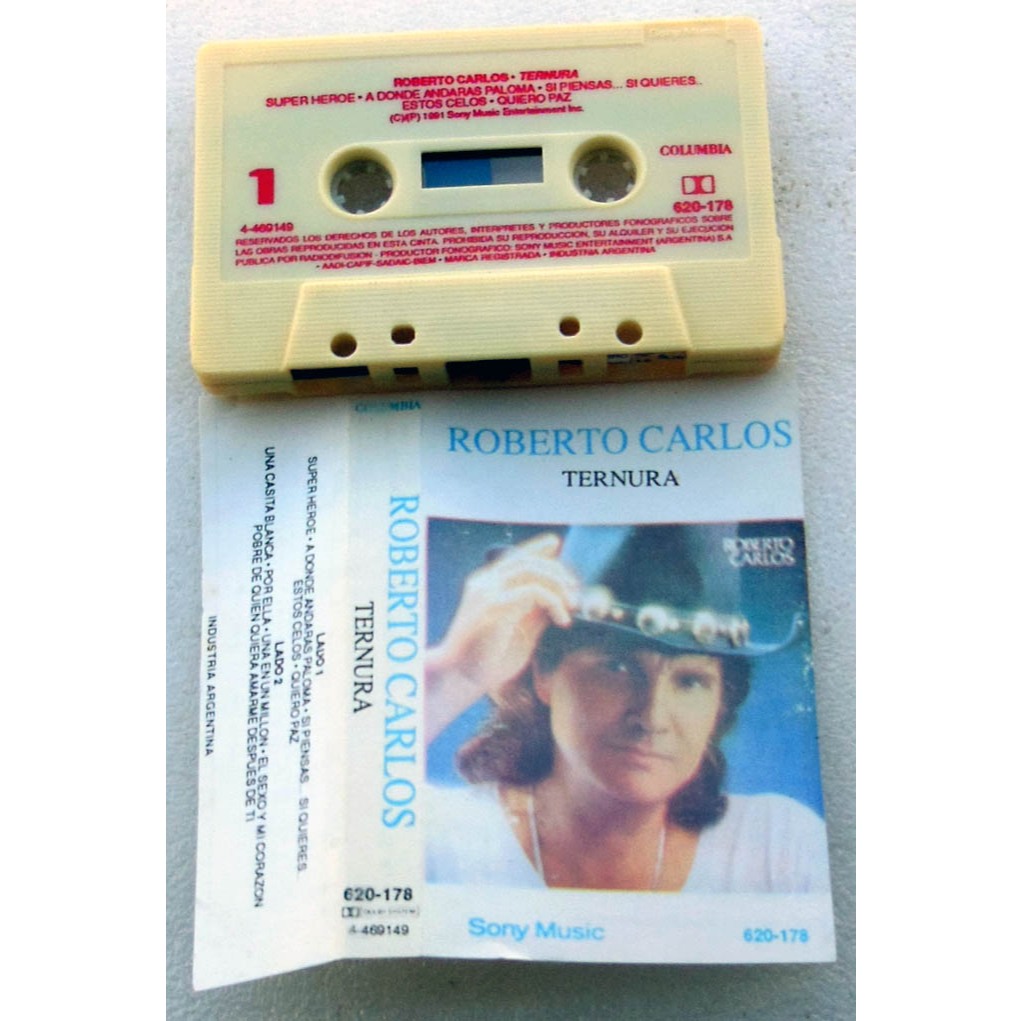 ROBERTO CARLOS • TERNURA
SUPER HEROE • A DONDE ANDARAS PALOMA • SI PIENSAS... SI QUIERES..
ESTOS CELOS • QUIERO PAZ
(C)/(P) 1991 Sony Music Entertainment Inc.
COLUMBIA
1
620-178
4-469149
RESERVADOS LOS DERECHOS DE LOS AUTORES, INTERPRETES Y PRODUCTORES FONOGRAFICOS SOBRE
LAS OBRAS REPRODUCIDAS EN ESTA CINTA. PROHIBIDA SU REPRODUCCION, SU ALQUILER Y SU EJECUCION
PUBLICA POR RADIODIFUSION - PRODUCTOR FONOGRAFICO: SONY MUSIC ENTERTAINMENT (ARGENTINA) S.A
• AADI-CAPIF-SADAIC-BIEM • MARCA REGISTRADA • INDUSTRIA ARGENTINA
COLUMBIA
ROBERTO CARLOS
TERNURA
620-178
4-469149
LADO 1
SUPER HEROE • A DONDE ANDARAS PALOMA • SI PIENSAS... SI QUIERES...
ESTOS CELOS • QUIERO PAZ
LADO 2
UNA CASITA BLANCA • POR ELLA • UNA EN UN MILLON • EL SEXO Y MI CORAZON
POBRE DE QUIEN QUIERA AMARME DESPUES DE TI
INDUSTRIA ARGENTINA
ROBERTO CARLOS
TERNURA
ROBERTO
CARLOS
Sony Music
620-178